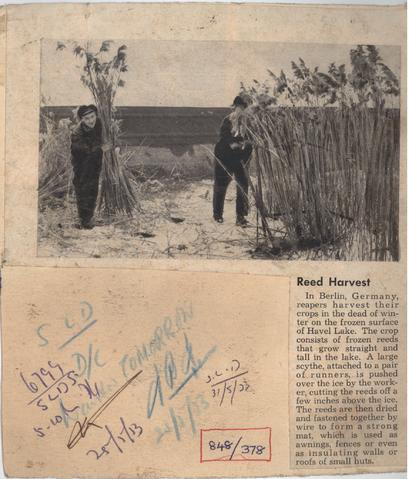 Reed Harvest
In Berlin, Germany,
reapers harvest their
crops in the dead of win-
ter on the frozen surface
of Havel Lake. The crop
consists of frozen reeds
that grow straight and
tall in the lake. A large
scythe, attached to a pair
of runners, is pushed
over the ice by the work-
er, cutting the reeds off a
few inches above the ice.
The reeds are then dried
and fastened together by
wire to form a strong
mat, which is used as
awnings, fences or even
as insulating walls or
roofs of small huts.
S L D
D/C
TOMORROW
6795
848/378